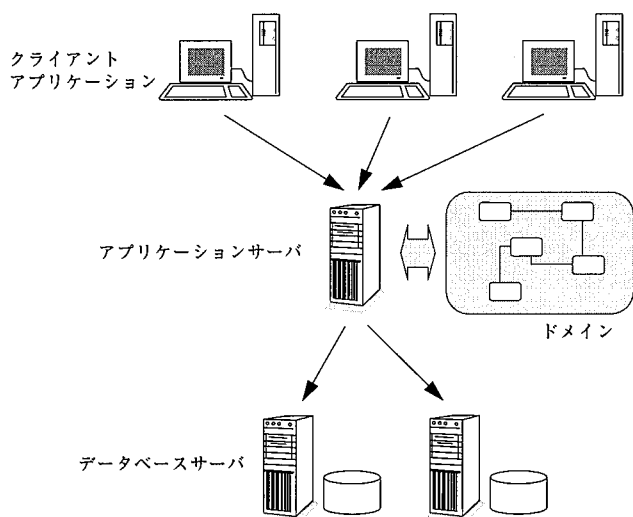 クライアント
アプリケーション
アプリケーションサーバ
ドメイン
データベースサーバ